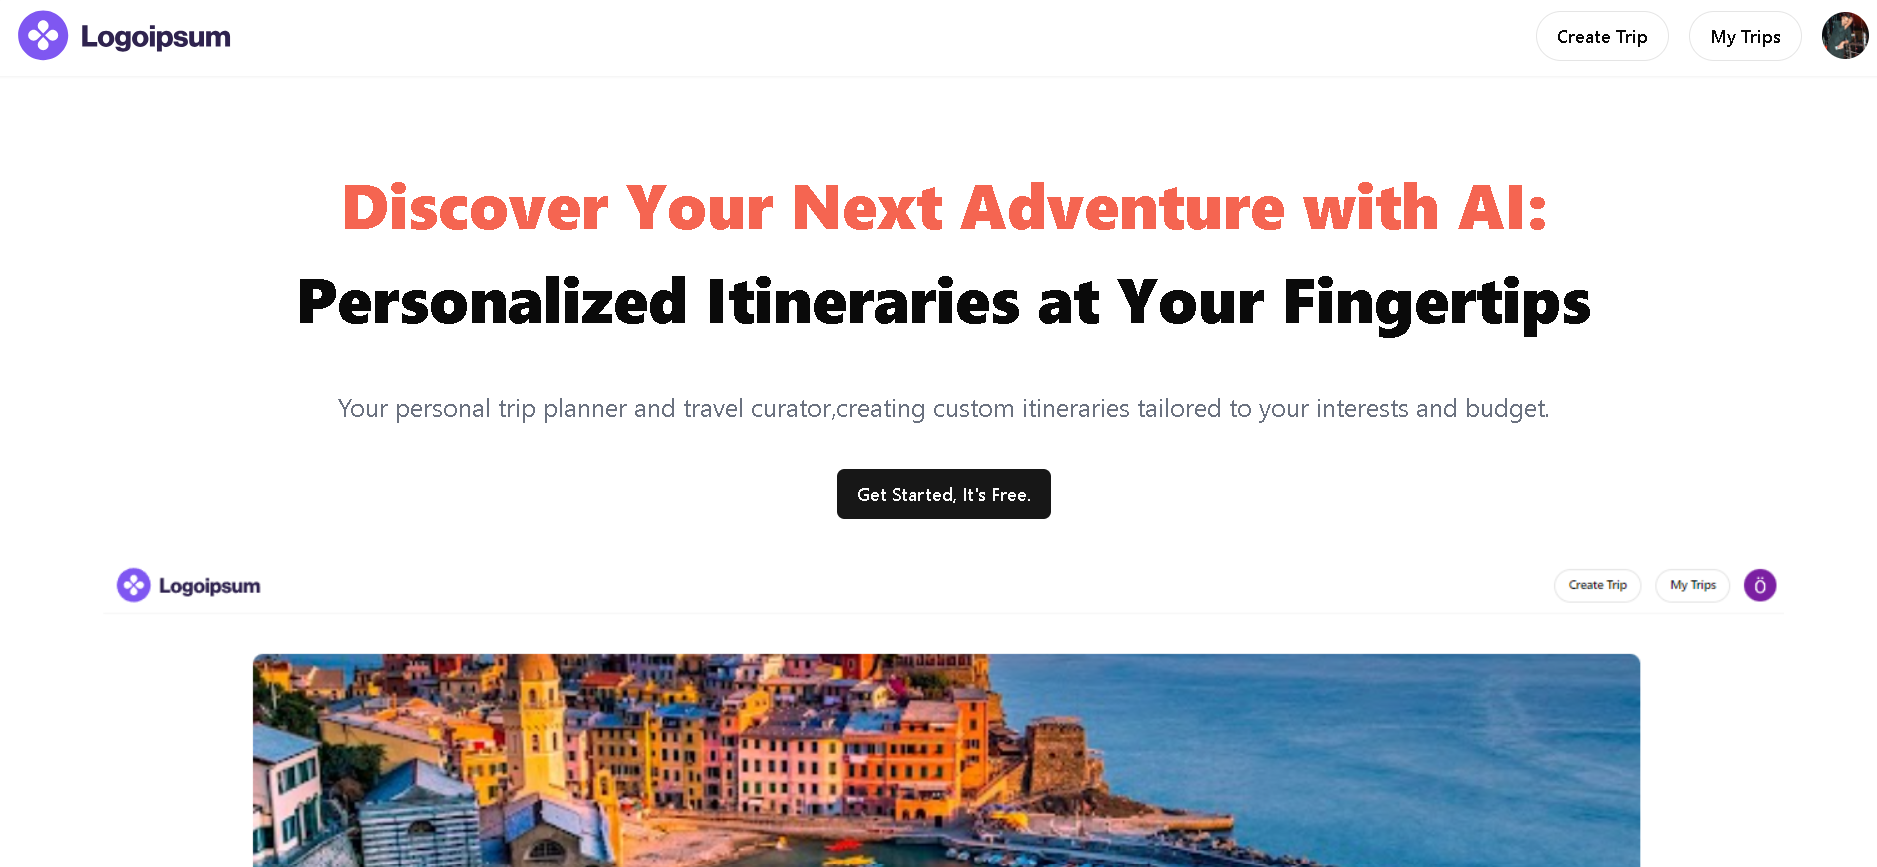 Logoipsum
Create Trip
My Trips
Discover Your Next Adventure with AI:
Personalized Itineraries at Your Fingertips
Your personal trip planner and travel curator,creating custom itineraries tailored to your interests and budget.
Get Started, It's Free.
Logoipsum
Create Trip
My Trips
Ö